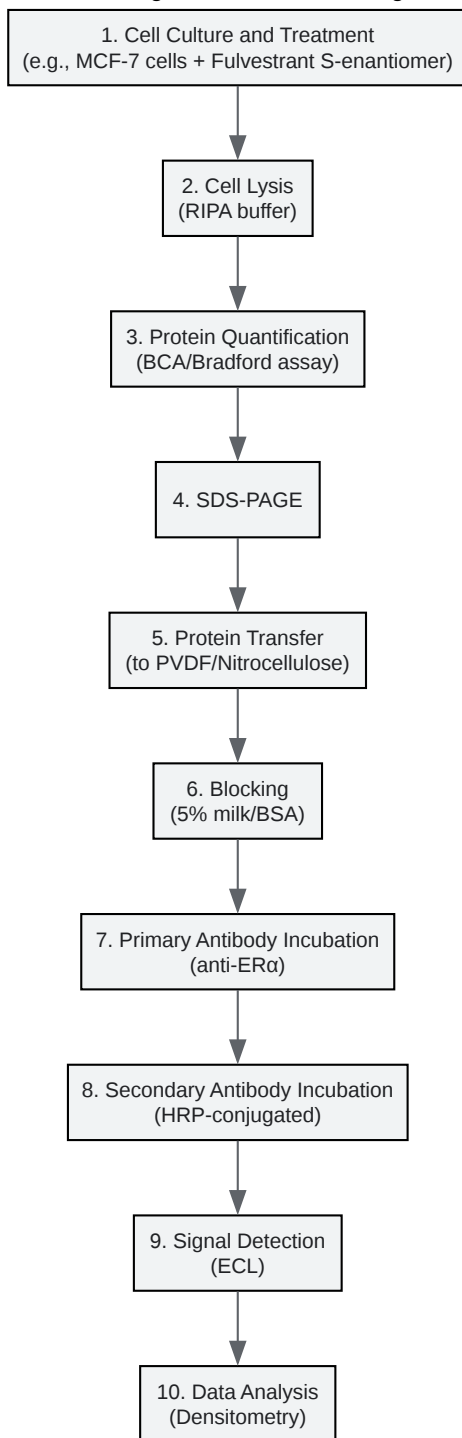 1. Cell Culture and Treatment
(e.g., MCF-7 cells + Fulvestrant S-enantiomer)
2. Cell Lysis
(RIPA buffer)
3. Protein Quantification
(BCA/Bradford assay)
4. SDS-PAGE
5. Protein Transfer
(to PVDF/Nitrocellulose)
6. Blocking
(5% milk/BSA)
7. Primary Antibody Incubation
(anti-ERα)
8. Secondary Antibody Incubation
(HRP-conjugated)
9. Signal Detection
(ECL)
10. Data Analysis
(Densitometry)